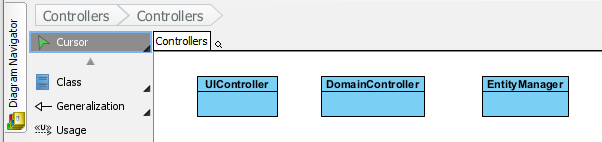 Controllers Controllers
Diagram Navigator
Cursor
Controllers
Class
Generalization
«u» Usage
UIController DomainController EntityManager